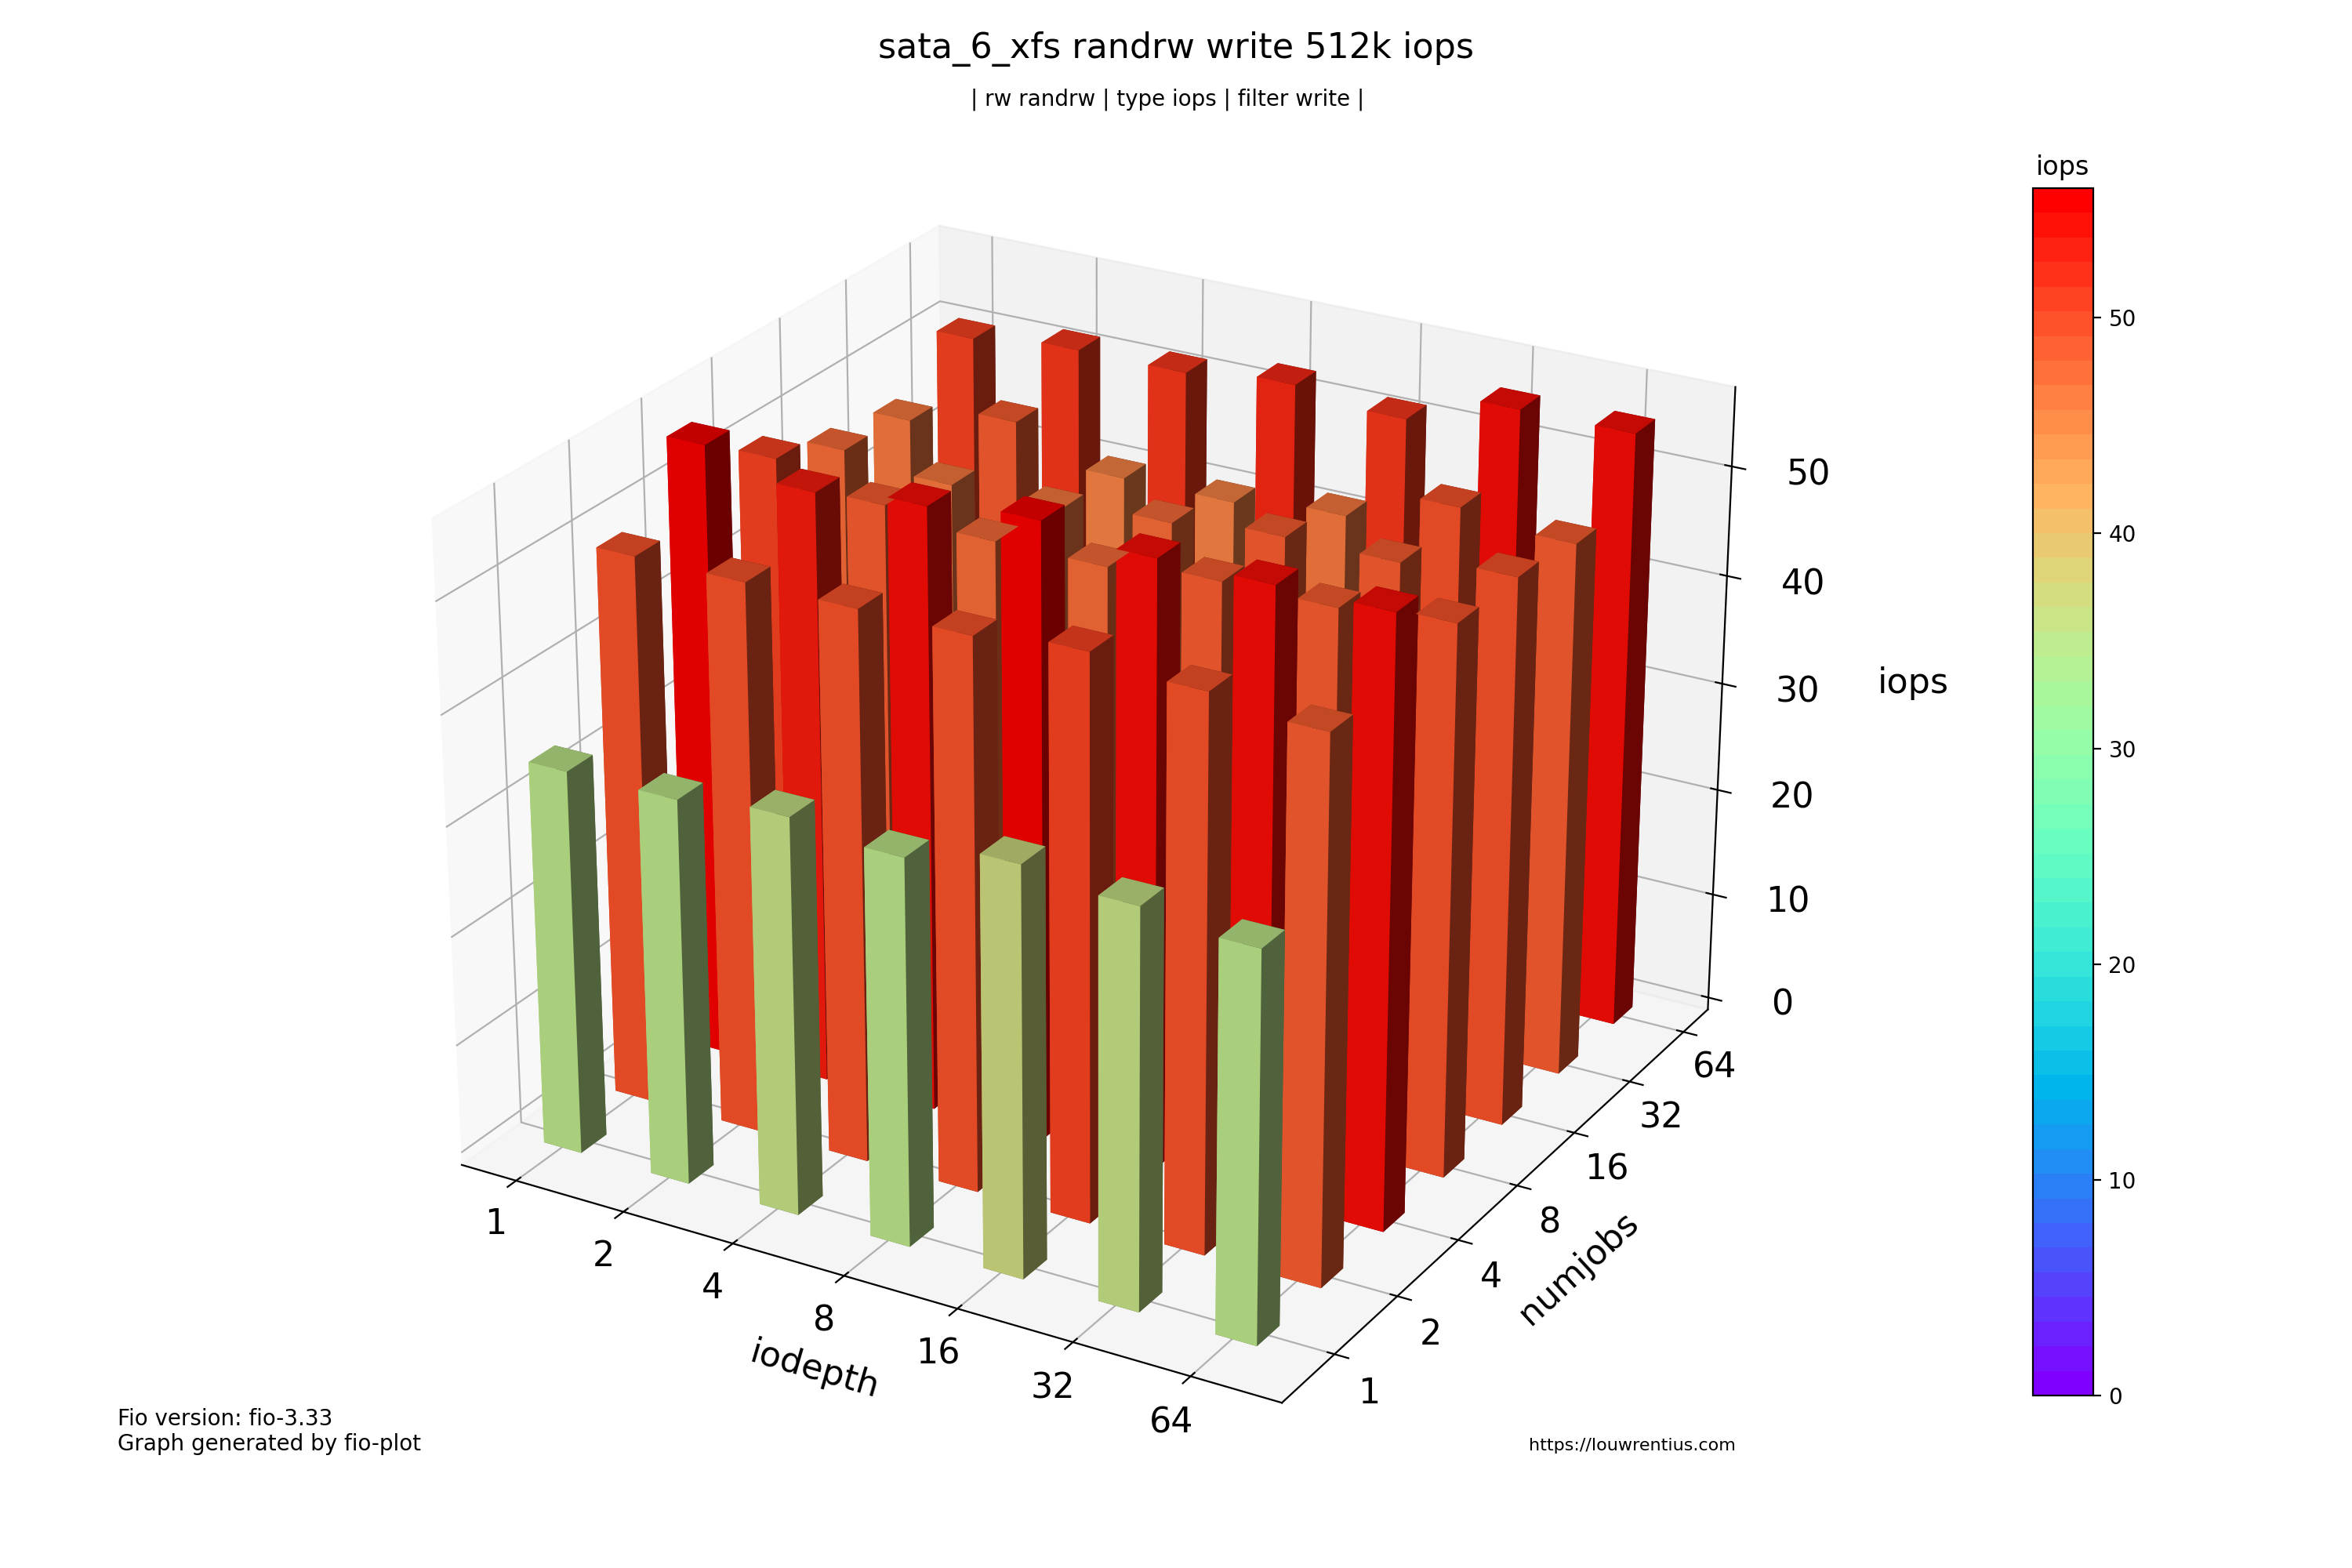 sata_6_xfs randrw write 512k iops
| rw randrw | type iops | filter write |
iops
50
40
30
20
10
0
iops
50
40
30
20
10
0
64
32
16
8
4
2
1
numjobs
1
2
4
8
16
32
64
iodepth
Fio version: fio-3.33
Graph generated by fio-plot
https://louwrentius.com